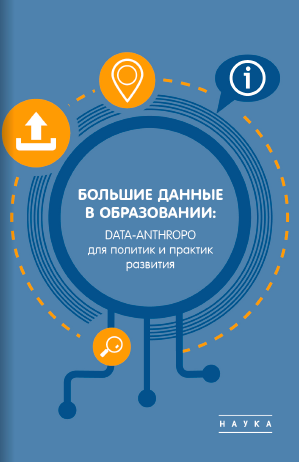 БОЛЬШИЕ ДАННЫЕ
В ОБРАЗОВАНИИ:
DATA-ANTHROPO
для политик и практик
развития
НАУКА